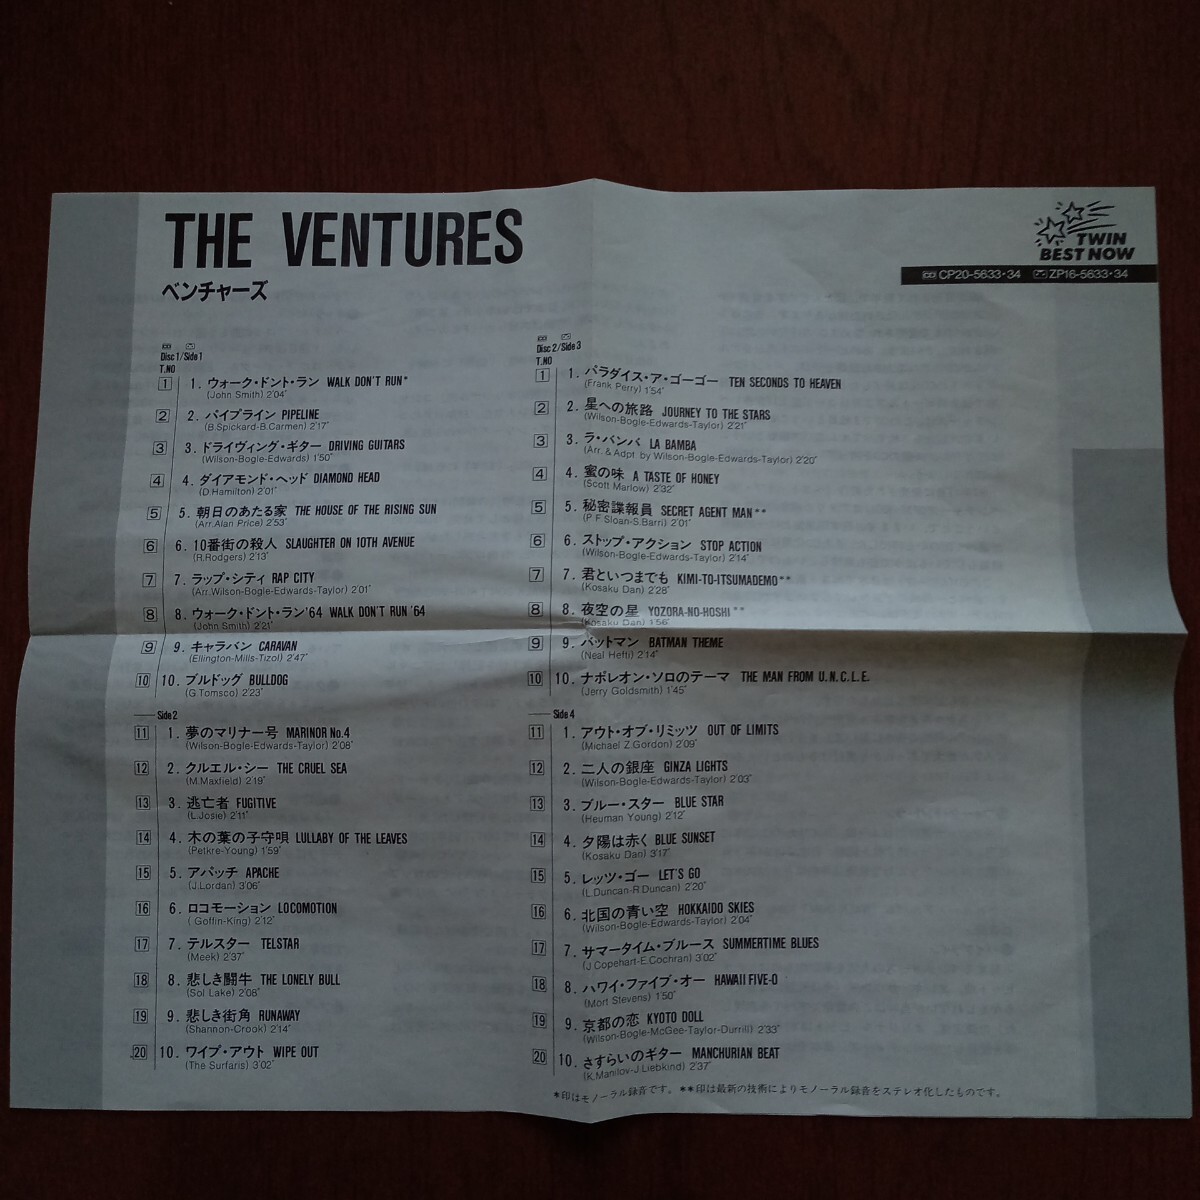 THE VENTURES
ベンチャーズ
TWIN
BEST NOW
CP20-5633・34 ZP16-5633・34
Disc 1/Side 1
T.NO
1 1. ウォーク・ドント・ラン WALK DON'T RUN*
(John Smith) 2'04"
2 2. パイプライン PIPELINE
(B.Spickard-B.Carmen) 2'17"
3 3. ドライヴィング・ギター DRIVING GUITARS
(Wilson-Bogle-Edwards) 1'50"
4 4. ダイアモンド・ヘッド DIAMOND HEAD
(D.Hamilton) 2'01"
5 5. 朝日のあたる家 THE HOUSE OF THE RISING SUN
(Arr.Alan Price) 2'53"
6 6. 10番街の殺人 SLAUGHTER ON 10TH AVENUE
(R.Rodgers) 2'13"
7 7. ラップ・シティ RAP CITY
(Arr.Wilson-Bogle-Edwards-Taylor) 2'01"
8 8. ウォーク・ドント・ラン'64 WALK DON'T RUN '64
(John Smith) 2'21"
9 9. キャラバン CARAVAN
(Ellington-Mills-Tizol) 2'47"
10 10. ブルドッグ BULLDOG
(G.Tomsco) 2'23"
Side 2
11 1. 夢のマリナー号 MARINOR No.4
(Wilson-Bogle-Edwards-Taylor) 2'08"
12 2. クルエル・シー THE CRUEL SEA
(M.Maxfield) 2'19"
13 3. 逃亡者 FUGITIVE
(L.Josie) 2'11"
14 4. 木の葉の子守唄 LULLABY OF THE LEAVES
(Petkre-Young) 1'59"
15 5. アパッチ APACHE
(J.Lordan) 3'06"
16 6. ロコモーション LOCOMOTION
( Goffin-King) 2'12"
17 7. テルスター TELSTAR
(Meek) 2'37"
18 8. 悲しき闘牛 THE LONELY BULL
(Sol Lake) 2'08"
19 9. 悲しき街角 RUNAWAY
(Shannon-Crook) 2'14"
20 10. ワイプ・アウト WIPE OUT
(The Surfaris) 3'02"
Disc 2/Side 3
T.NO
1 1. パラダイス・ア・ゴーゴー TEN SECONDS TO HEAVEN
(Frank Perry) 1'54"
2 2. 星への旅路 JOURNEY TO THE STARS
(Wilson-Bogle-Edwards-Taylor) 2'21"
3 3. ラ・バンバ LA BAMBA
(Arr. & Adpt by Wilson-Bogle-Edwards-Taylor) 2'20"
4 4. 蜜の味 A TASTE OF HONEY
(Scott Marlow) 2'32"
5 5. 秘密諜報員 SECRET AGENT MAN**
(P.F.Sloan-S.Barri) 2'01"
6 6. ストップ・アクション STOP ACTION
(Wilson-Bogle-Edwards-Taylor) 2'14"
7 7. 君といつまでも KIMI-TO-ITSUMADEMO**
(Kosaku Dan) 2'28"
8 8. 夜空の星 YOZORA-NO-HOSHI**
(Kosaku Dan) 1'56"
9 9. バットマン BATMAN THEME
(Neal Hefti) 2'14"
10 10. ナポレオン・ソロのテーマ THE MAN FROM U.N.C.L.E.
(Jerry Goldsmith) 1'45"
Side 4
11 1. アウト・オブ・リミッツ OUT OF LIMITS
(Michael Z.Gordon) 2'09"
12 2. 二人の銀座 GINZA LIGHTS
(Wilson-Bogle-Edwards-Taylor) 2'03"
13 3. ブルー・スター BLUE STAR
(Heuman Young) 2'12"
14 4. 夕陽は赤く BLUE SUNSET
(Kosaku Dan) 3'17"
15 5. レッツ・ゴー LET'S GO
(L.Duncan-R.Duncan) 2'20"
16 6. 北国の青い空 HOKKAIDO SKIES
(Wilson-Bogle-Edwards-Taylor) 2'04"
17 7. サマータイム・ブルース SUMMERTIME BLUES
(J.Copehart-E.Cochran) 3'02"
18 8. ハワイ・ファイブ・オー HAWAII FIVE-O
(Mort Stevens) 1'50"
19 9. 京都の恋 KYOTO DOLL
(Wilson-Bogle-McGee-Taylor-Durrill) 2'33"
20 10. さすらいのギター MANCHURIAN BEAT
(K.Manitov-J.Liebkind) 2'37"
*印はモノーラル録音です。**印は最新の技術によりモノーラル録音をステレオ化したものです。